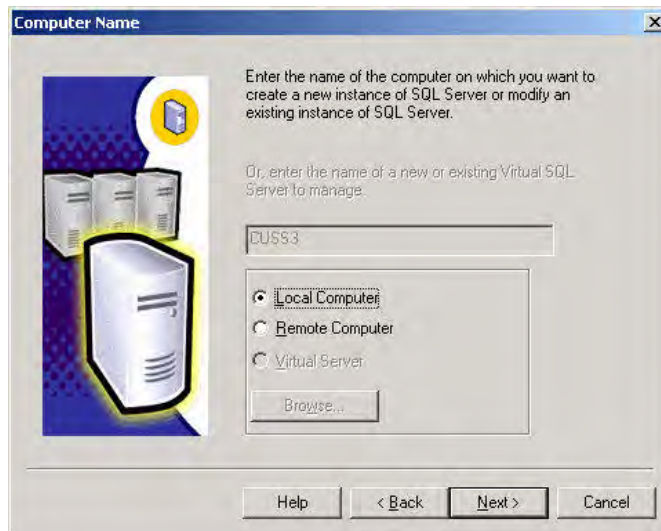 Computer Name
Enter the name of the computer on which you want to
create a new instance of SQL Server or modify an
existing instance of SQL Server.
Or, enter the name of a new or existing Virtual SQL
Server to manage.
CUSS3
Local Computer
Remote Computer
Virtual Server
Browse...
Help
< Back
Next >
Cancel